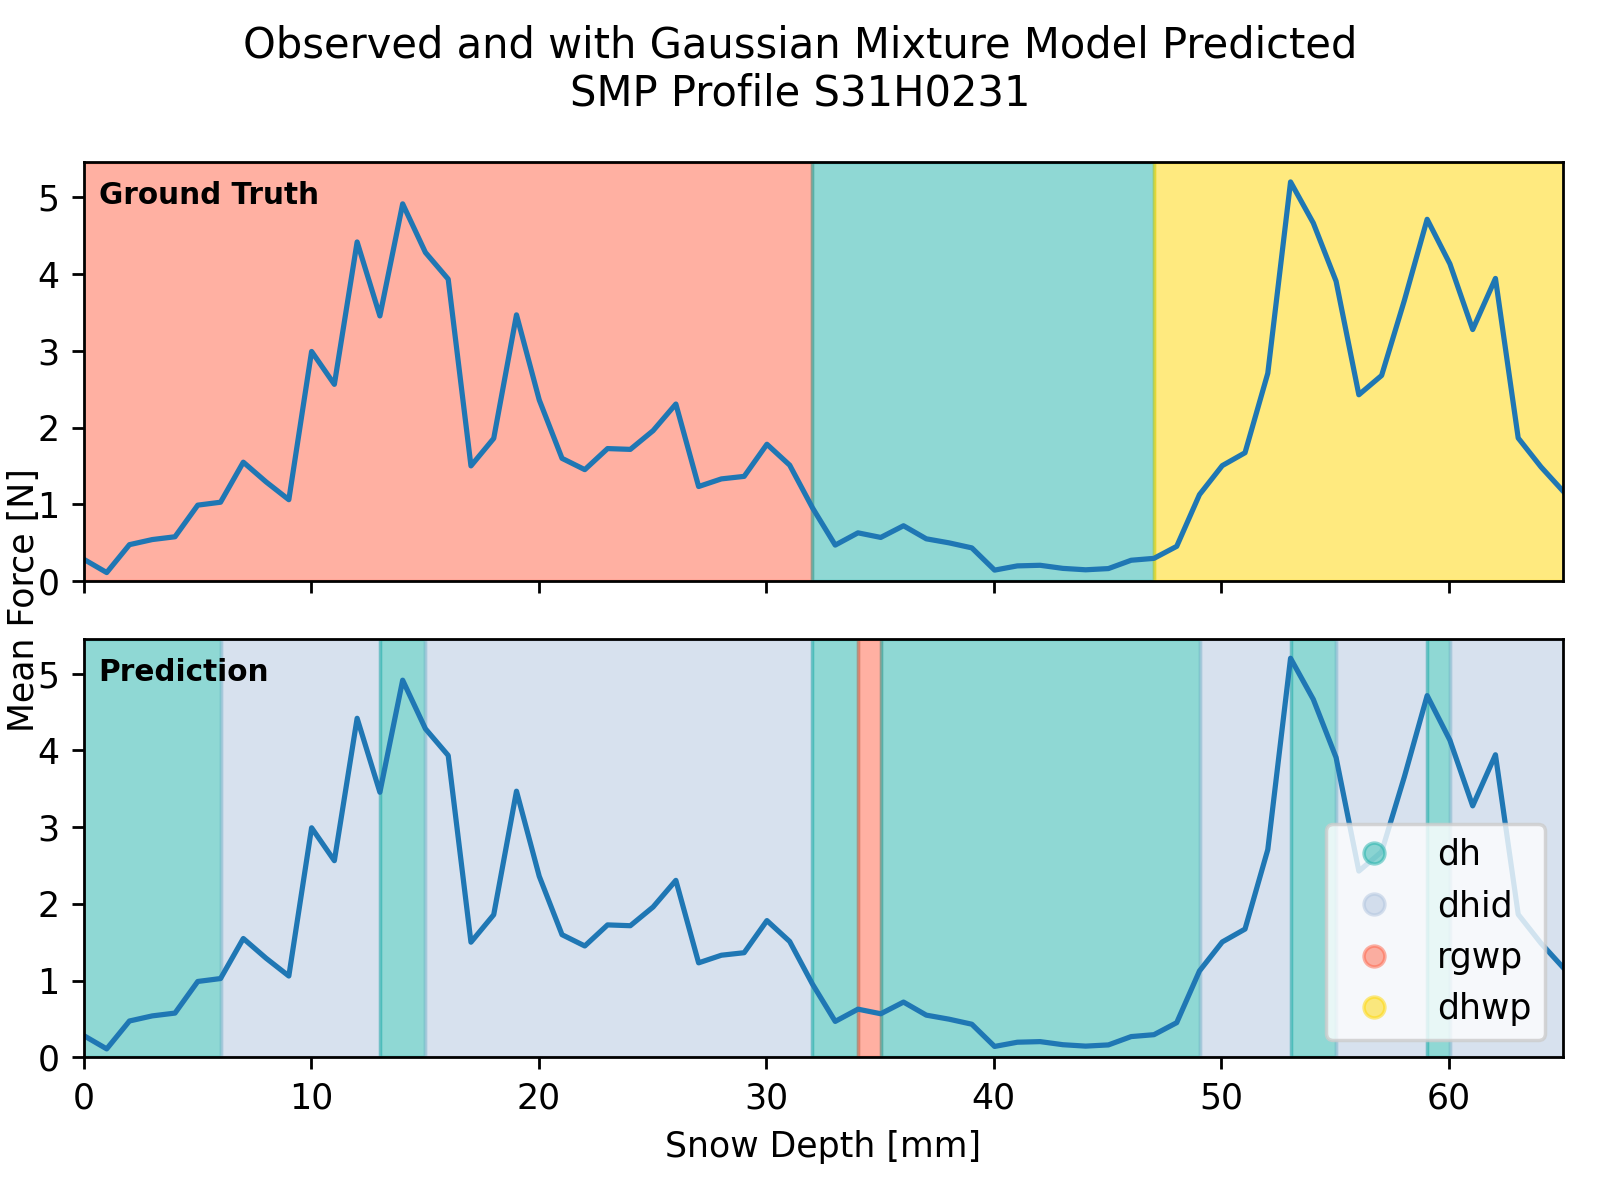 Observed and with Gaussian Mixture Model Predicted
SMP Profile S31H0231
Ground Truth
5
4
3
2
1
0
Mean Force [N]
Prediction
5
4
3
2
1
0
dh
dhid
rgwp
dhwp
0 10 20 30 40 50 60
Snow Depth [mm]